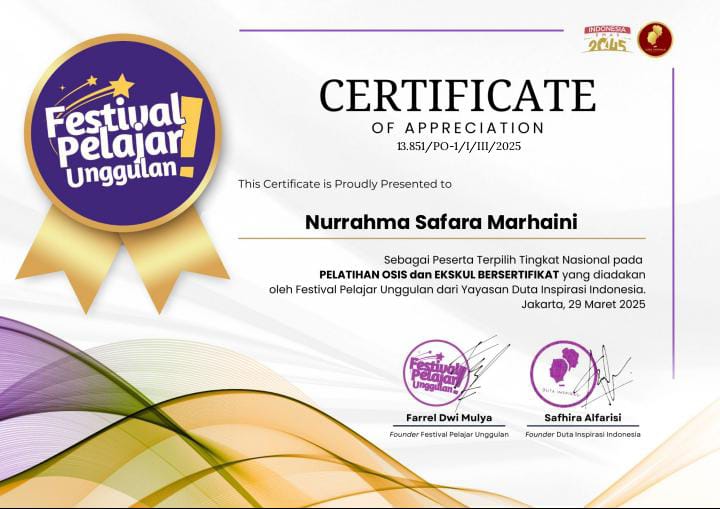 INDONESIA
EMAS
2045
DUTA INSPIRASI
Festival
Pelajar
Unggulan!
CERTIFICATE
OF APPRECIATION
13.851/PO-1/I/III/2025
This Certificate is Proudly Presented to
Nurrahma Safara Marhaini
Sebagai Peserta Terpilih Tingkat Nasional pada
PELATIHAN OSIS dan EKSKUL BERSERTIFIKAT yang diadakan
oleh Festival Pelajar Unggulan dari Yayasan Duta Inspirasi Indonesia.
Jakarta, 29 Maret 2025
Festival
Pelajar
Unggulan!
DUTA INSPIRASI
Farrel Dwi Mulya
Safhira Alfarisi
Founder Festival Pelajar Unggulan
Founder Duta Inspirasi Indonesia